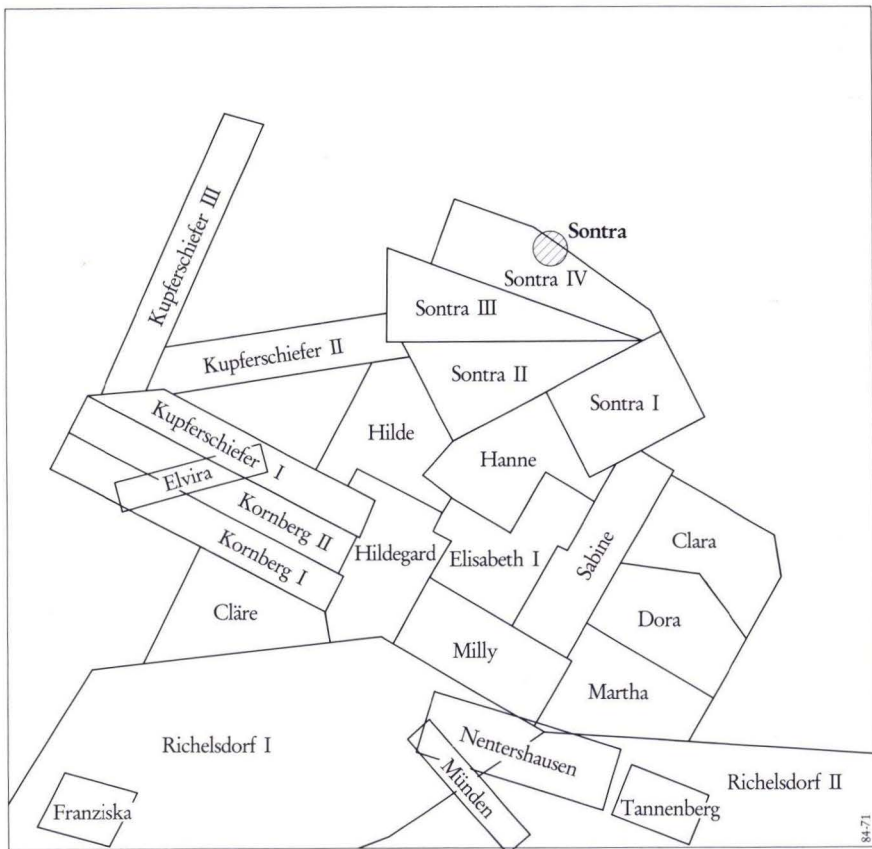 Kupferschiefer III
Sontra
Sontra IV
Sontra III
Kupferschiefer II
Sontra II
Sontra I
Kupferschiefer I
Hilde
Hanne
Elvira
Kornberg II
Kornberg I
Hildegard
Elisabeth I
Sabine
Clara
Cläre
Dora
Milly
Martha
Richelsdorf I
Nentershausen
Münden
Richelsdorf II
Franziska
Tannenberg
84-71